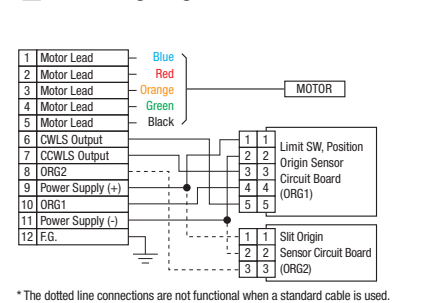 1 Motor Lead Blue
2 Motor Lead Red
3 Motor Lead Orange
4 Motor Lead Green
5 Motor Lead Black
MOTOR
6 CWLS Output
7 CCWLS Output
8 ORG2
9 Power Supply (+)
10 ORG1
11 Power Supply (-)
12 F.G.
1 1
2 2
3 3
4 4
5 5
Limit SW, Position
Origin Sensor
Circuit Board
(ORG1)
1 1 Slit Origin
2 2 Sensor Circuit Board
3 3 (ORG2)
* The dotted line connections are not functional when a standard cable is used.